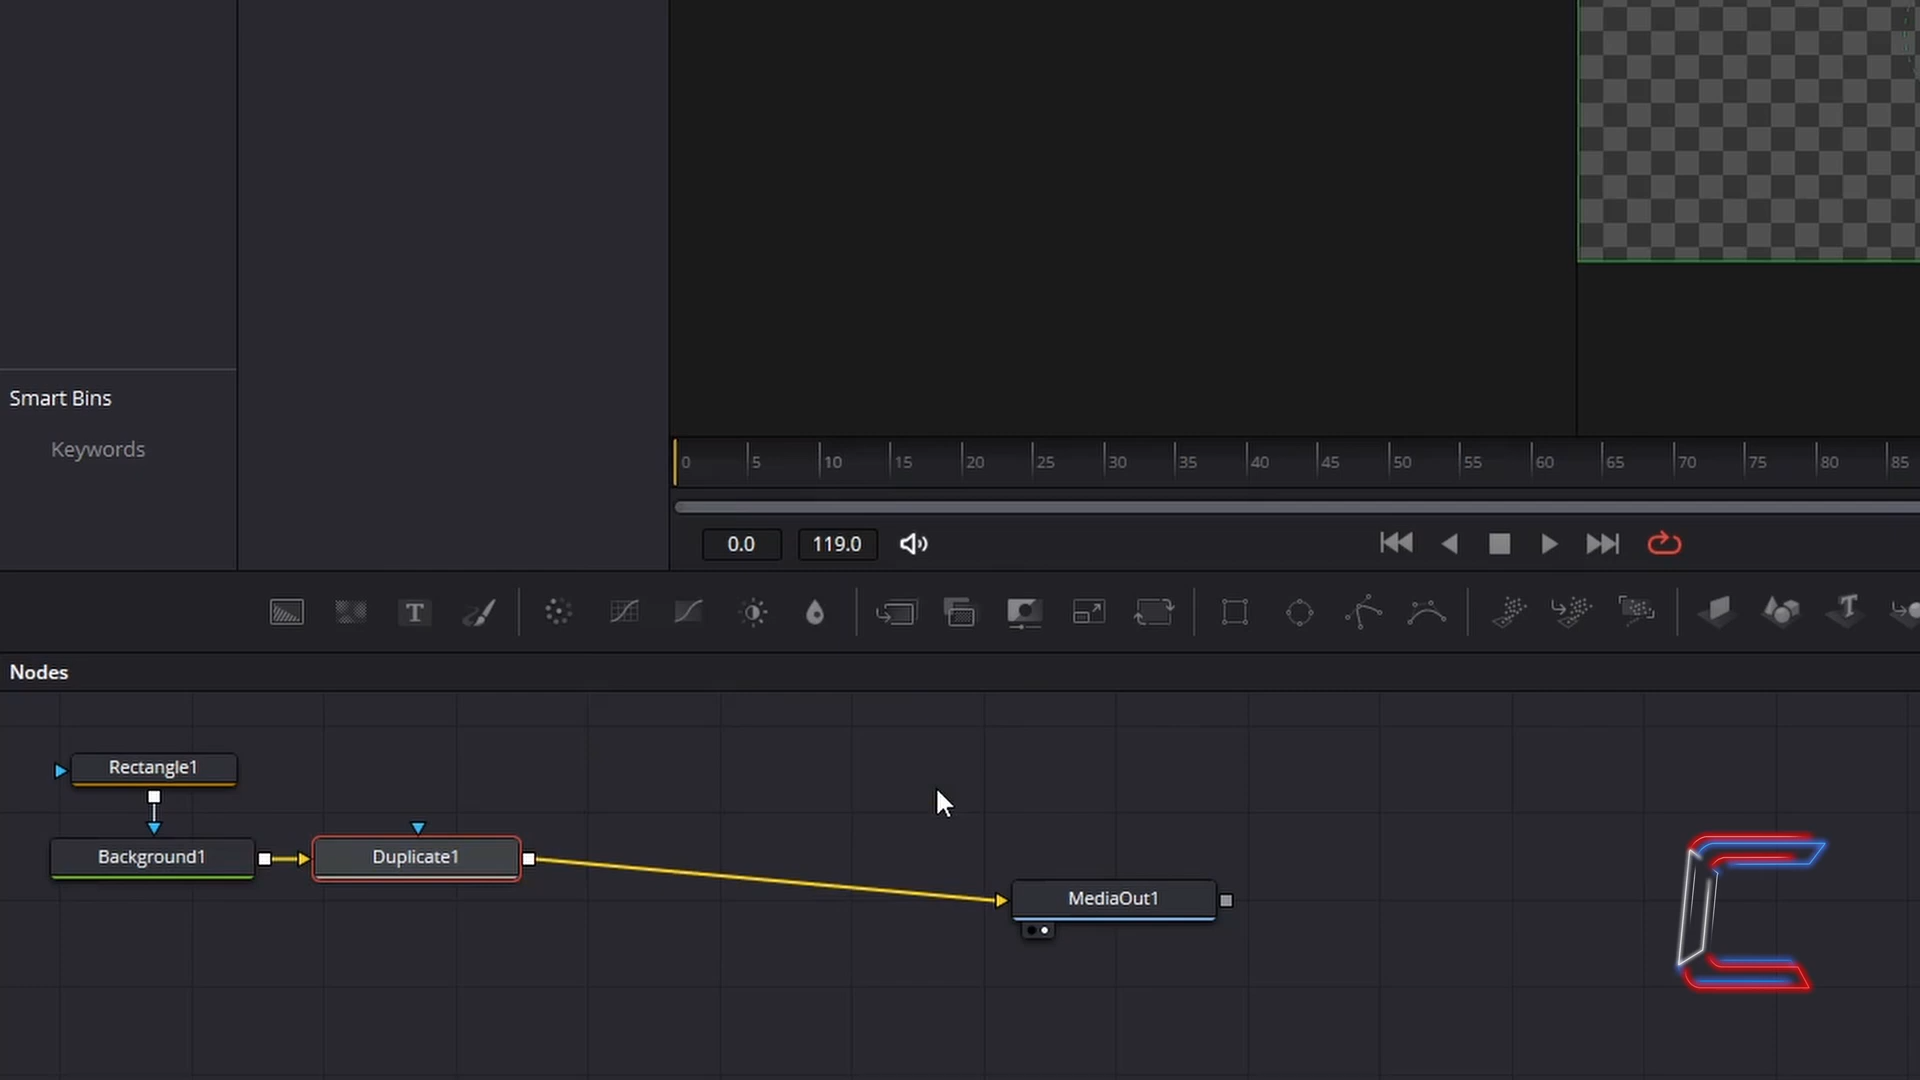 Smart Bins
Keywords
0 5 10 15 20 25 30 35 40 45 50 55 60 65 70 75 80 85
0.0 119.0
T
T
Nodes
Rectangle1
Background1
Duplicate1
MediaOut1
C